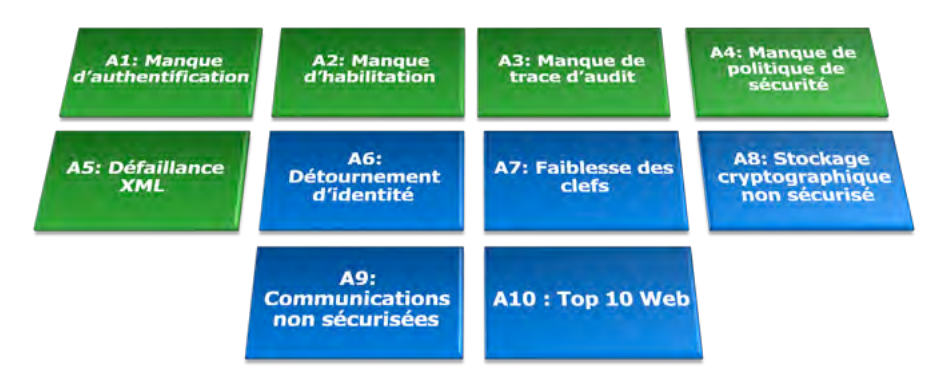 A1: Manque
d'authentification
A2: Manque
d'habilitation
A3: Manque de
trace d'audit
A4: Manque de
politique de
sécurité
A5: Défaillance
XML
A6:
Détournement
d'identité
A7: Faiblesse des
clefs
A8: Stockage
cryptographique
non sécurisé
A9:
Communications
non sécurisées
A10 : Top 10 Web